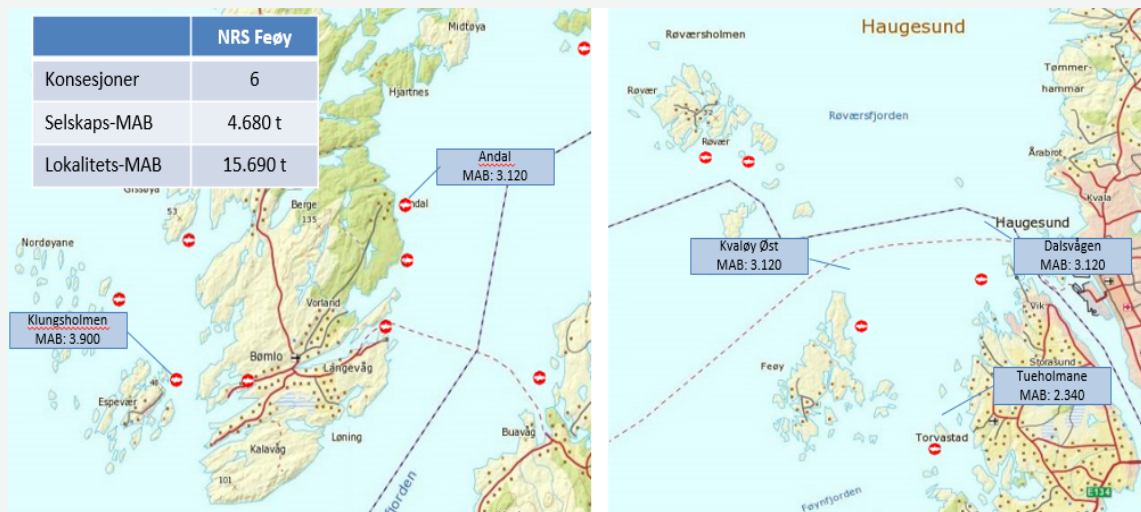 NRS Feøy
Konsesjoner 6
Selskaps-MAB 4.680 t
Lokalitets-MAB 15.690 t
Midtøya
Hjartnes
Andal
MAB: 3.120
Gissøya
53
Berge
135
Nordøyane
Vorland
Klungsholmen
MAB: 3.900
Bømlo
Langevåg
48
Espevær
Løning
Buavåg
Kalavåg
101
Haugesund
Røværsholmen
Tømmer-
hammar
Røvær
32
Røværsfjorden
Røvær
Årabrot
Kvala
Haugesund
Kvaløy Øst
MAB: 3.120
Dalsvågen
MAB: 3.120
Vik
Storasund
Feøy
Tueholmane
MAB: 2.340
Torvastad
Føynfjorden
E134